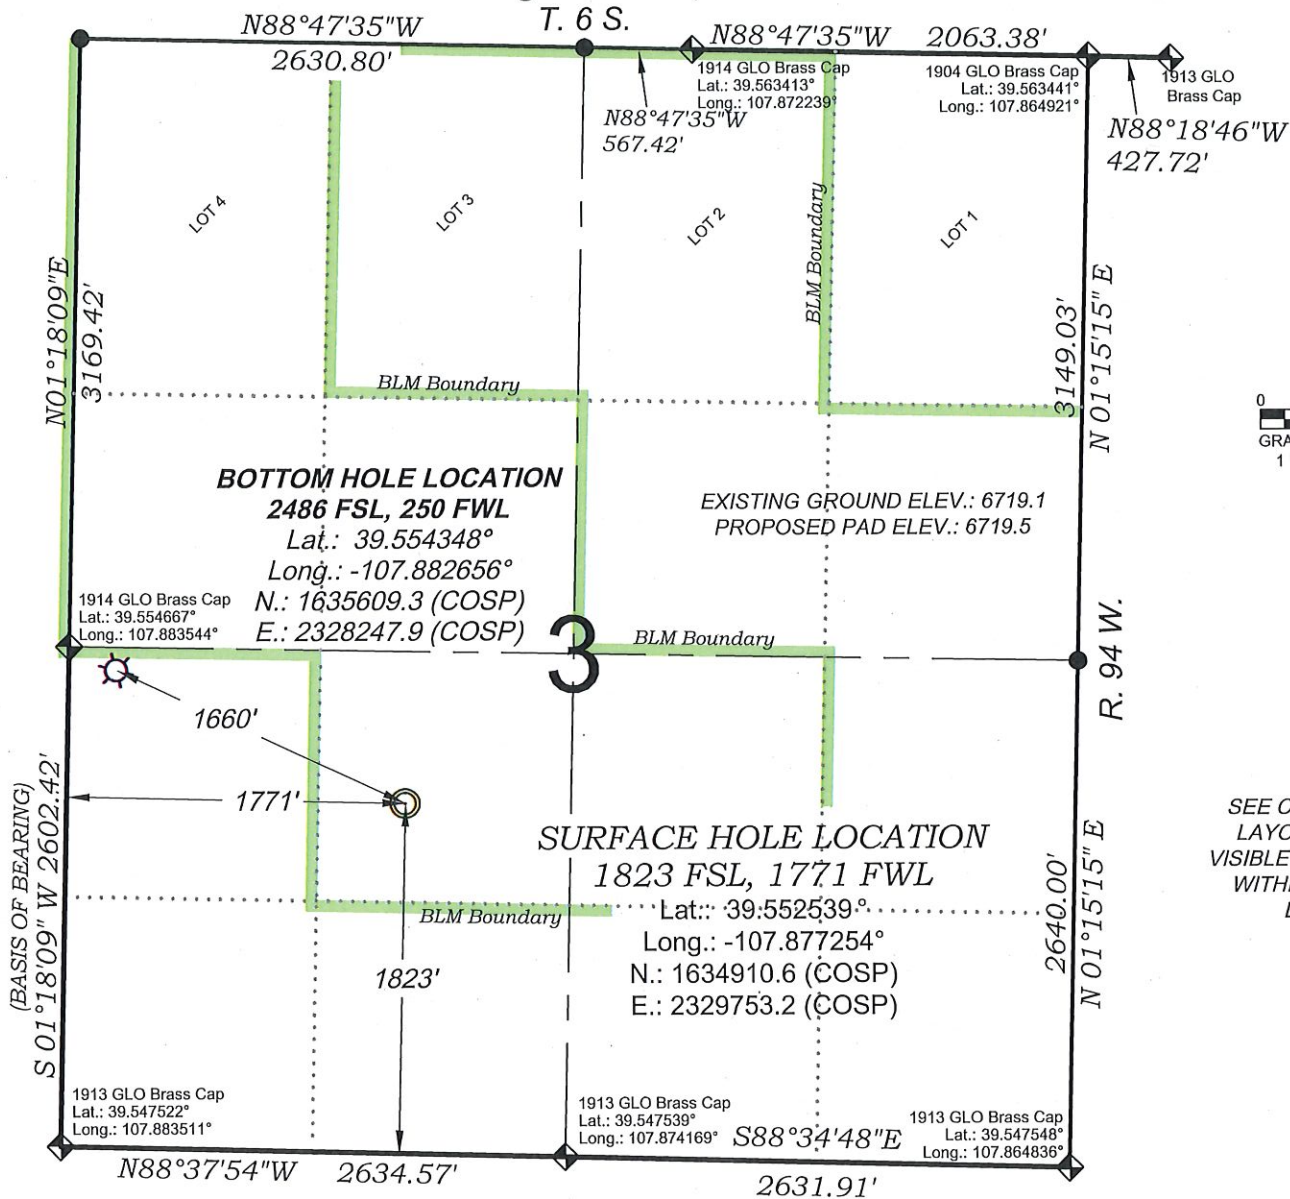 T. 6 S.
N88°47'35"W
2630.80'
N88°47'35"W 2063.38'
1914 GLO Brass Cap
Lat.: 39.563413°
Long.: 107.872239°
1904 GLO Brass Cap
Lat.: 39.563441°
Long.: 107.864921°
1913 GLO
Brass Cap
N88°47'35"W
567.42'
N88°18'46"W
427.72'
LOT 4
LOT 3
LOT 2
LOT 1
BLM Boundary
N01°18'09"E
3169.42'
3149.03'
N 01°15'15" E
BLM Boundary
0
GRA
1
BOTTOM HOLE LOCATION
2486 FSL, 250 FWL
Lat.: 39.554348°
Long.: -107.882656°
N.: 1635609.3 (COSP)
E.: 2328247.9 (COSP)
EXISTING GROUND ELEV.: 6719.1
PROPOSED PAD ELEV.: 6719.5
1914 GLO Brass Cap
Lat.: 39.554667°
Long.: 107.883544°
3
BLM Boundary
R. 94 W.
1660'
1771'
(BASIS OF BEARING)
S 01°18'09" W 2602.42'
SURFACE HOLE LOCATION
1823 FSL, 1771 FWL
Lat.: 39.552539°
Long.: -107.877254°
N.: 1634910.6 (COSP)
E.: 2329753.2 (COSP)
BLM Boundary
1823'
2640.00'
N 01°15'15" E
SEE
LAYO
VISIBLE
WITH
1913 GLO Brass Cap
Lat.: 39.547522°
Long.: 107.883511°
1913 GLO Brass Cap
Lat.: 39.547539°
Long.: 107.874169°
1913 GLO Brass Cap
Lat.: 39.547548°
Long.: 107.864836°
N88°37'54"W 2634.57'
S88°34'48"E
2631.91'